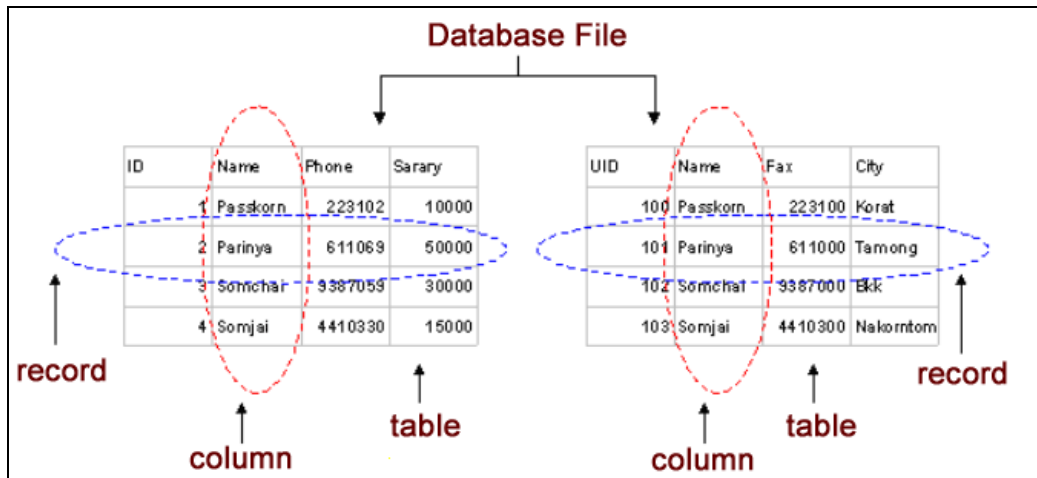 Database File
ID Name Phone Sarary
1 Passkorn 223102 10000
2 Parinya 611069 50000
3 Somchai 9387059 30000
4 Somjai 4410330 15000
UID Name Fax City
100 Passkorn 223100 Korat
101 Parinya 611000 Tamong
102 Somchai 9387000 Bkk
103 Somjai 4410300 Nakorntom
record
column
table
column
table
record